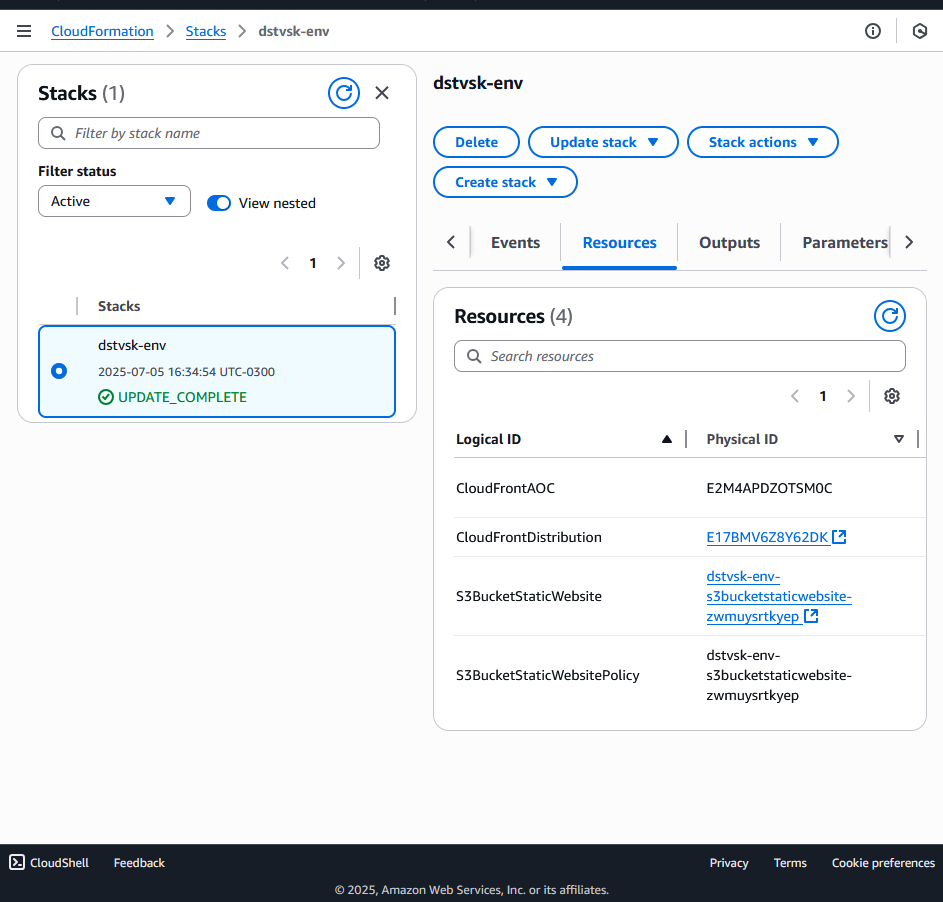 CloudFormation
Stacks
dstvsk-env
Stacks (1)
Filter by stack name
Filter status
Active
View nested
1
Stacks
dstvsk-env
2025-07-05 16:34:54 UTC-0300
UPDATE_COMPLETE
dstvsk-env
Delete
Update stack
Stack actions
Create stack
Events
Resources
Outputs
Parameters
Resources (4)
Search resources
1
Logical ID
Physical ID
CloudFrontAOC
E2M4APDZOTSM0C
CloudFrontDistribution
E17BMV6Z8Y62DK
S3BucketStaticWebsite
dstvsk-env-
s3bucketstaticwebsite-
zwmuysrtkyep
S3BucketStaticWebsitePolicy
dstvsk-env-
s3bucketstaticwebsite-
zwmuysrtkyep
CloudShell
Feedback
Privacy
Terms
Cookie preferences
© 2025, Amazon Web Services, Inc. or its affiliates.